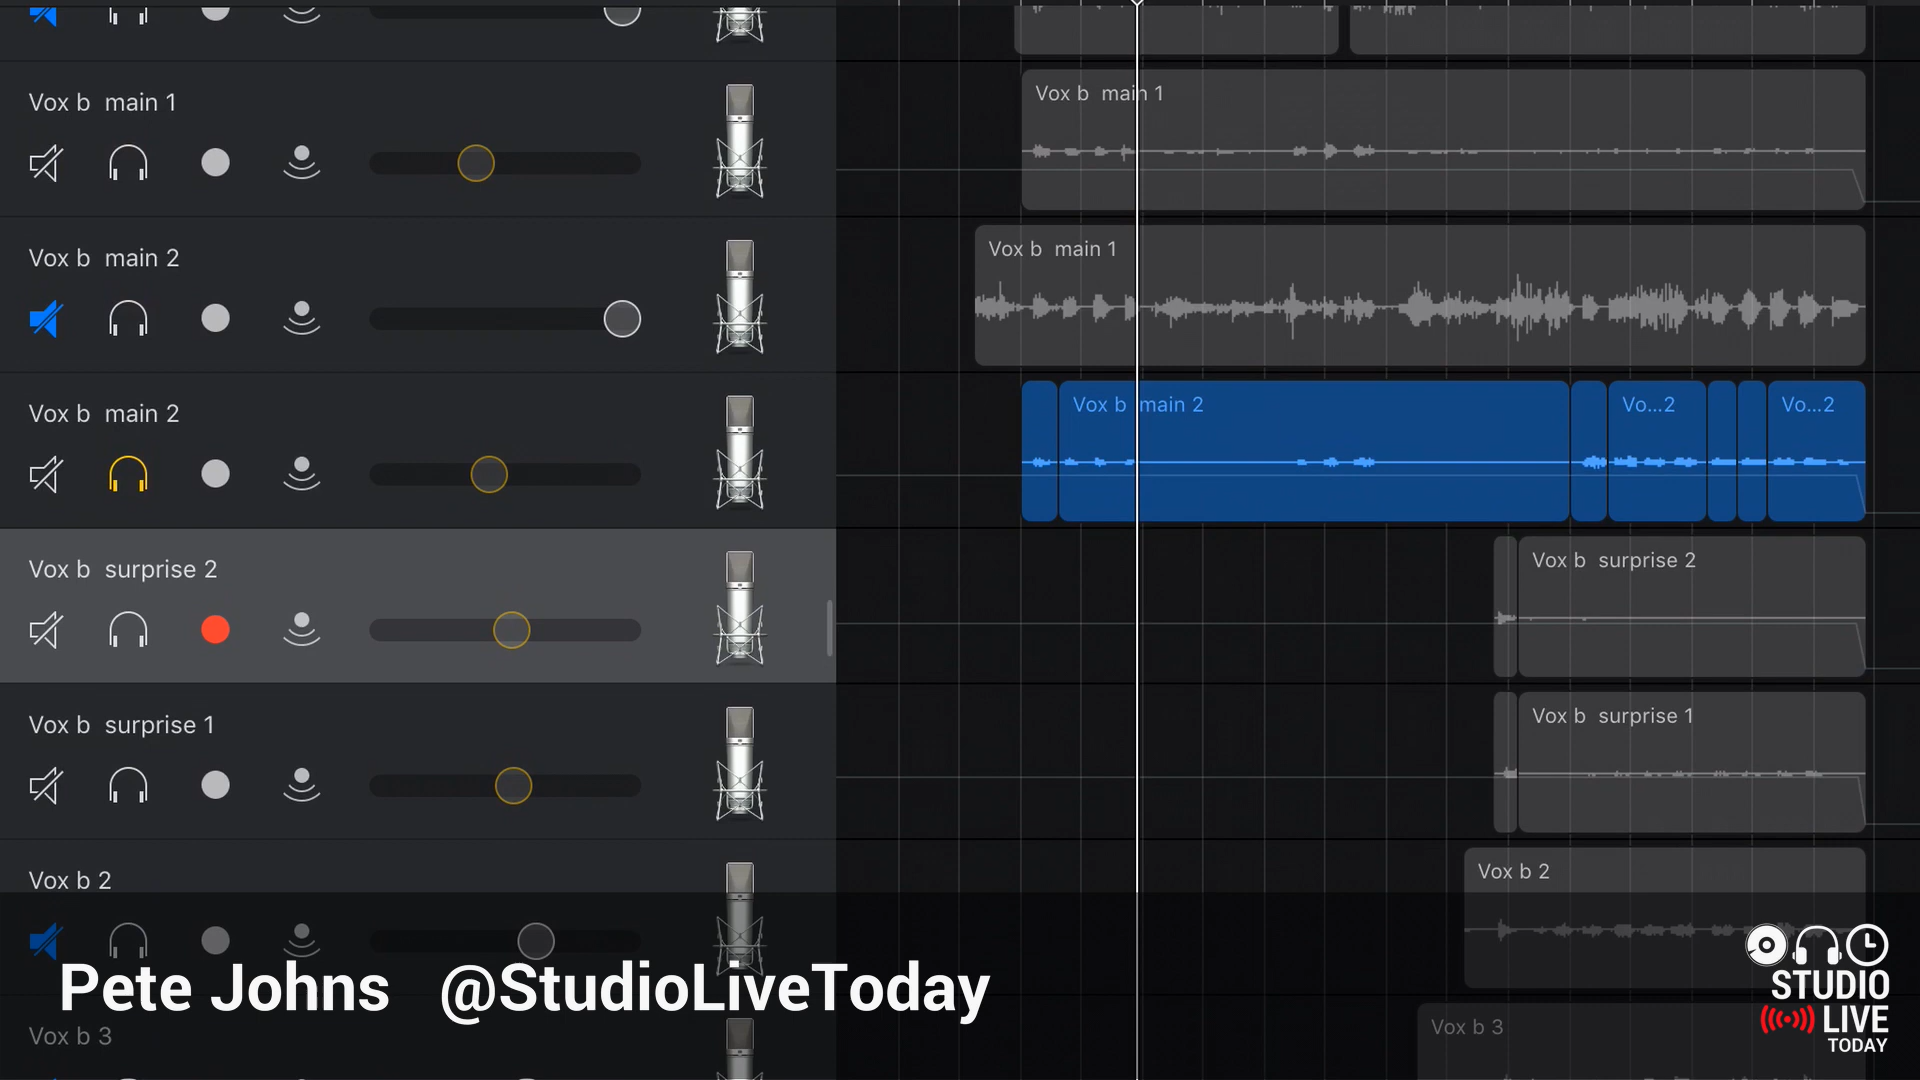 Vox b  main 1
Vox b  main 1
Vox b  main 2
Vox b  main 1
Vox b  main 2
Vox b  main 2
Vo...2
Vo...2
Vox b  surprise 2
Vox b  surprise 2
Vox b  surprise 1
Vox b  surprise 1
Vox b 2
Vox b 2
Pete Johns  @StudioLiveToday
Vox b 3
Vox b 3
STUDIO
LIVE
TODAY